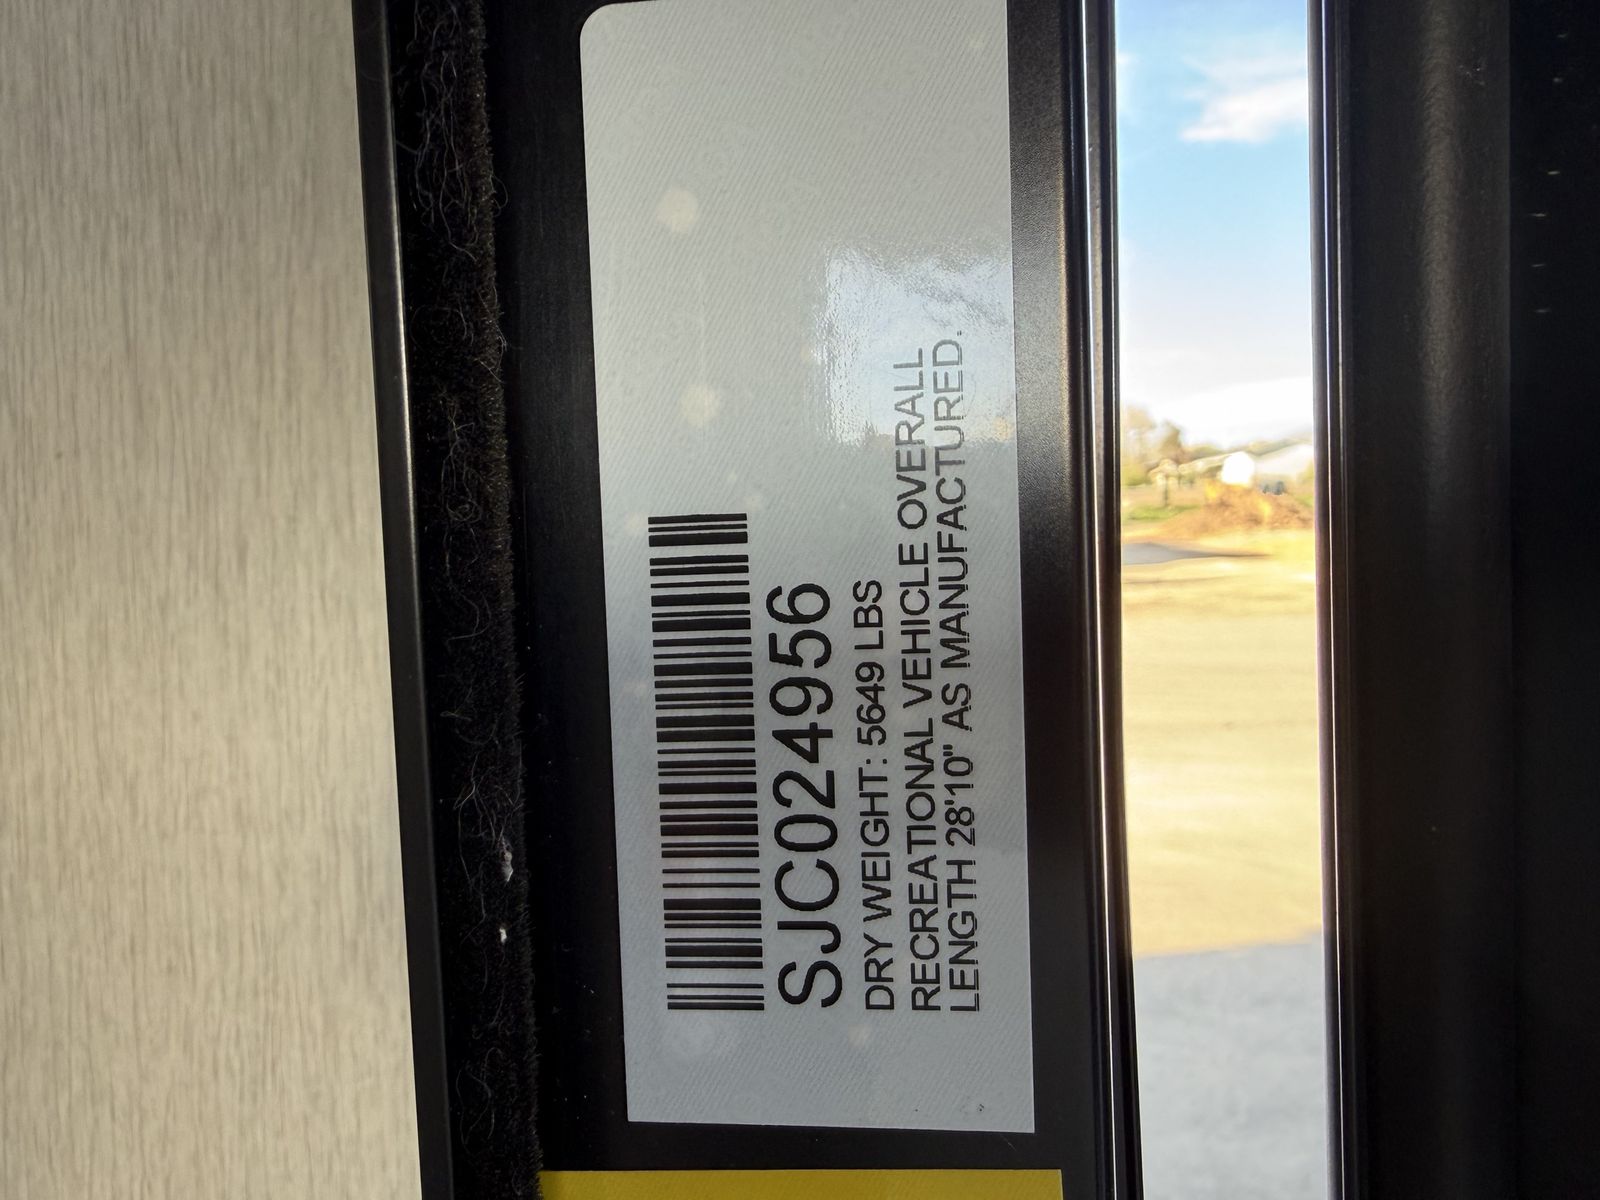 SJC024956
DRY WEIGHT: 5649 LBS
RECREATIONAL VEHICLE OVERALL
LENGTH 28'10" AS MANUFACTURED.